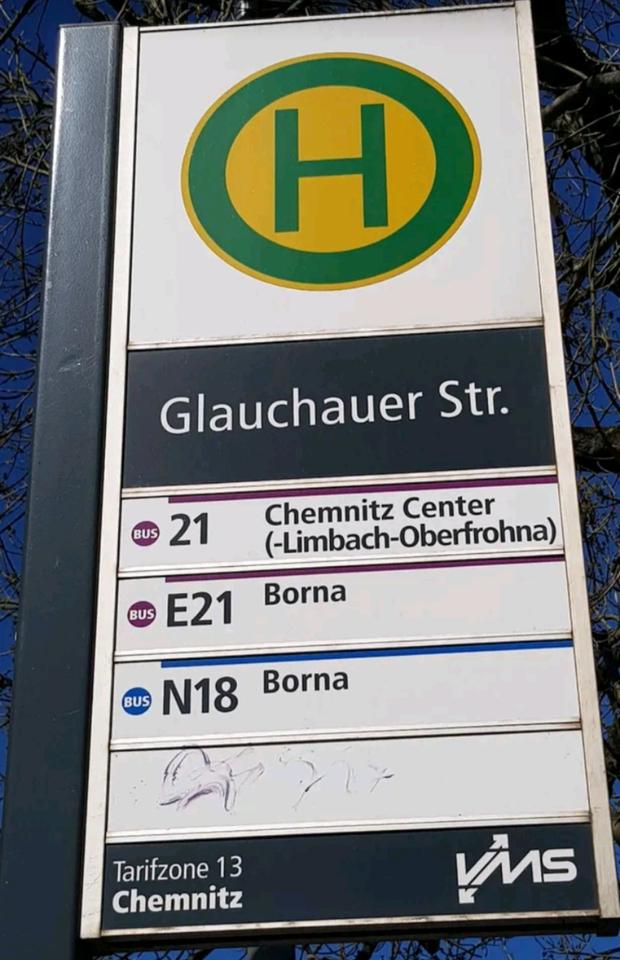 H
Glauchauer Str.
BUS 21 Chemnitz Center
(-Limbach-Oberfrohna)
BUS E21 Borna
BUS N18 Borna
Tarifzone 13
Chemnitz
VMS